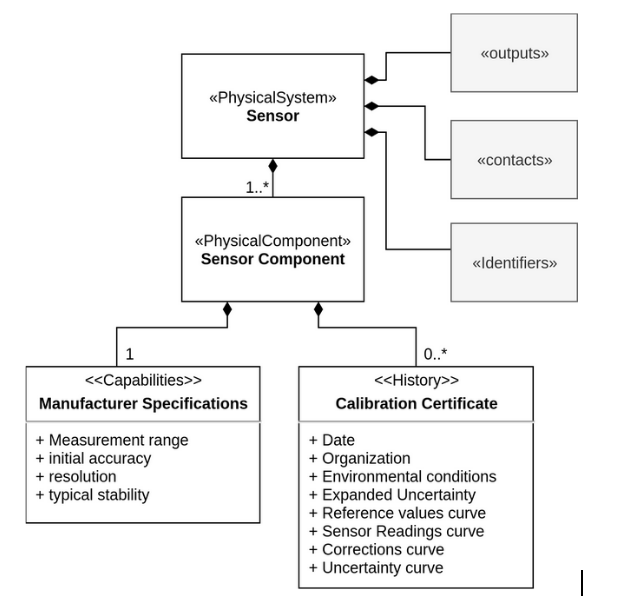 «outputs»
«PhysicalSystem»
Sensor
«contacts»
1..*
«PhysicalComponent»
Sensor Component
«Identifiers»
1
0..*
<<Capabilities>>
Manufacturer Specifications
+ Measurement range
+ initial accuracy
+ resolution
+ typical stability
<<History>>
Calibration Certificate
+ Date
+ Organization
+ Environmental conditions
+ Expanded Uncertainty
+ Reference values curve
+ Sensor Readings curve
+ Corrections curve
+ Uncertainty curve